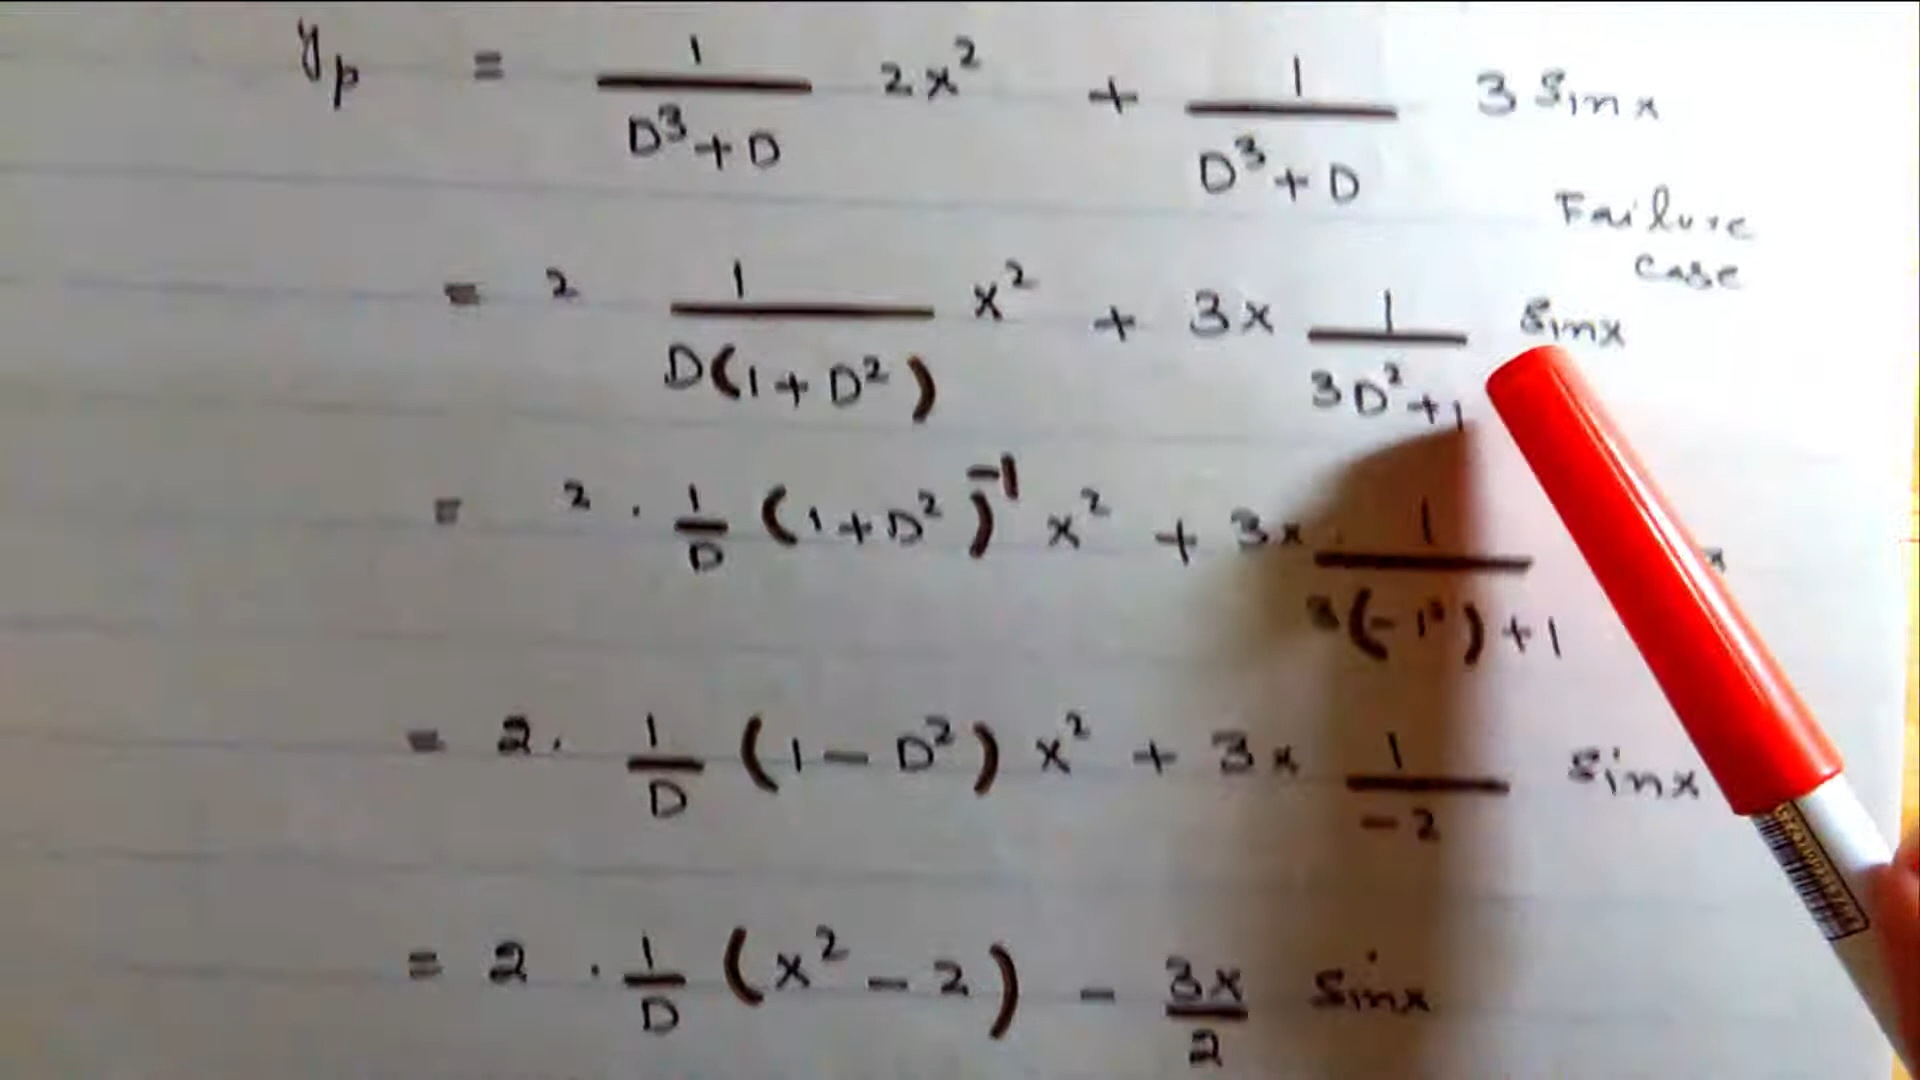 yp = 1/(D³+D) 2x² + 1/(D³+D) 3 sinx
Failure case
= 2 1/(D(1+D²)) x² + 3x 1/(3D²+1) sinx
= 2 · 1/D (1+D²)⁻¹ x² + 3x · 1/(3(-1²)+1) x
= 2 · 1/D (1-D²) x² + 3x 1/(-2) sinx
= 2 · 1/D (x²-2) - 3x/2 sinx